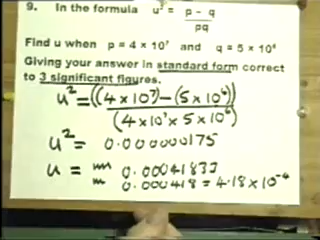 9. In the formula u² = p - q / pq
Find u when p = 4 × 10⁷ and q = 5 × 10⁶
Giving your answer in standard form correct
to 3 significant figures.
u² = ((4 × 10⁷) - (5 × 10⁶)) / (4 × 10⁷ × 5 × 10⁶)
u² = 0.000000175
u = 0.00041833
0.000418 = 4.18 × 10⁻⁴